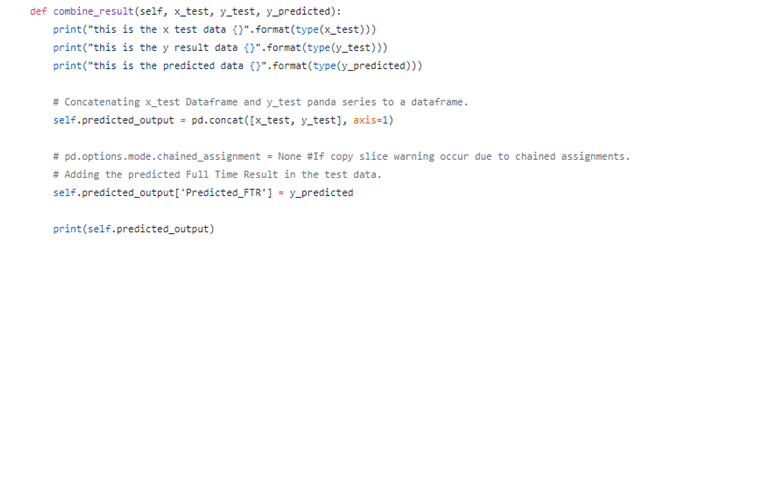 def combine_result(self, x_test, y_test, y_predicted):
    print("this is the x test data {}".format(type(x_test)))
    print("this is the y result data {}".format(type(y_test)))
    print("this is the predicted data {}".format(type(y_predicted)))
    # Concatenating x_test Dataframe and y_test panda series to a dataframe.
    self.predicted_output = pd.concat([x_test, y_test], axis=1)
    # pd.options.mode.chained_assignment = None #If copy slice warning occur due to chained assignments.
    # Adding the predicted Full Time Result in the test data.
    self.predicted_output['Predicted_FTR'] = y_predicted
    print(self.predicted_output)